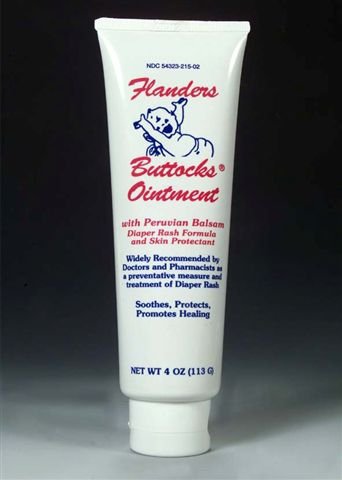 NDC 54323-215-02
Flanders
Buttocks®
Ointment
with Peruvian Balsam
Diaper Rash Formula
and Skin Protectant
Widely Recommended by
Doctors and Pharmacists as
a preventative measure and
treatment of Diaper Rash
Soothes, Protects,
Promotes Healing
NET WT 4 OZ (113 G)